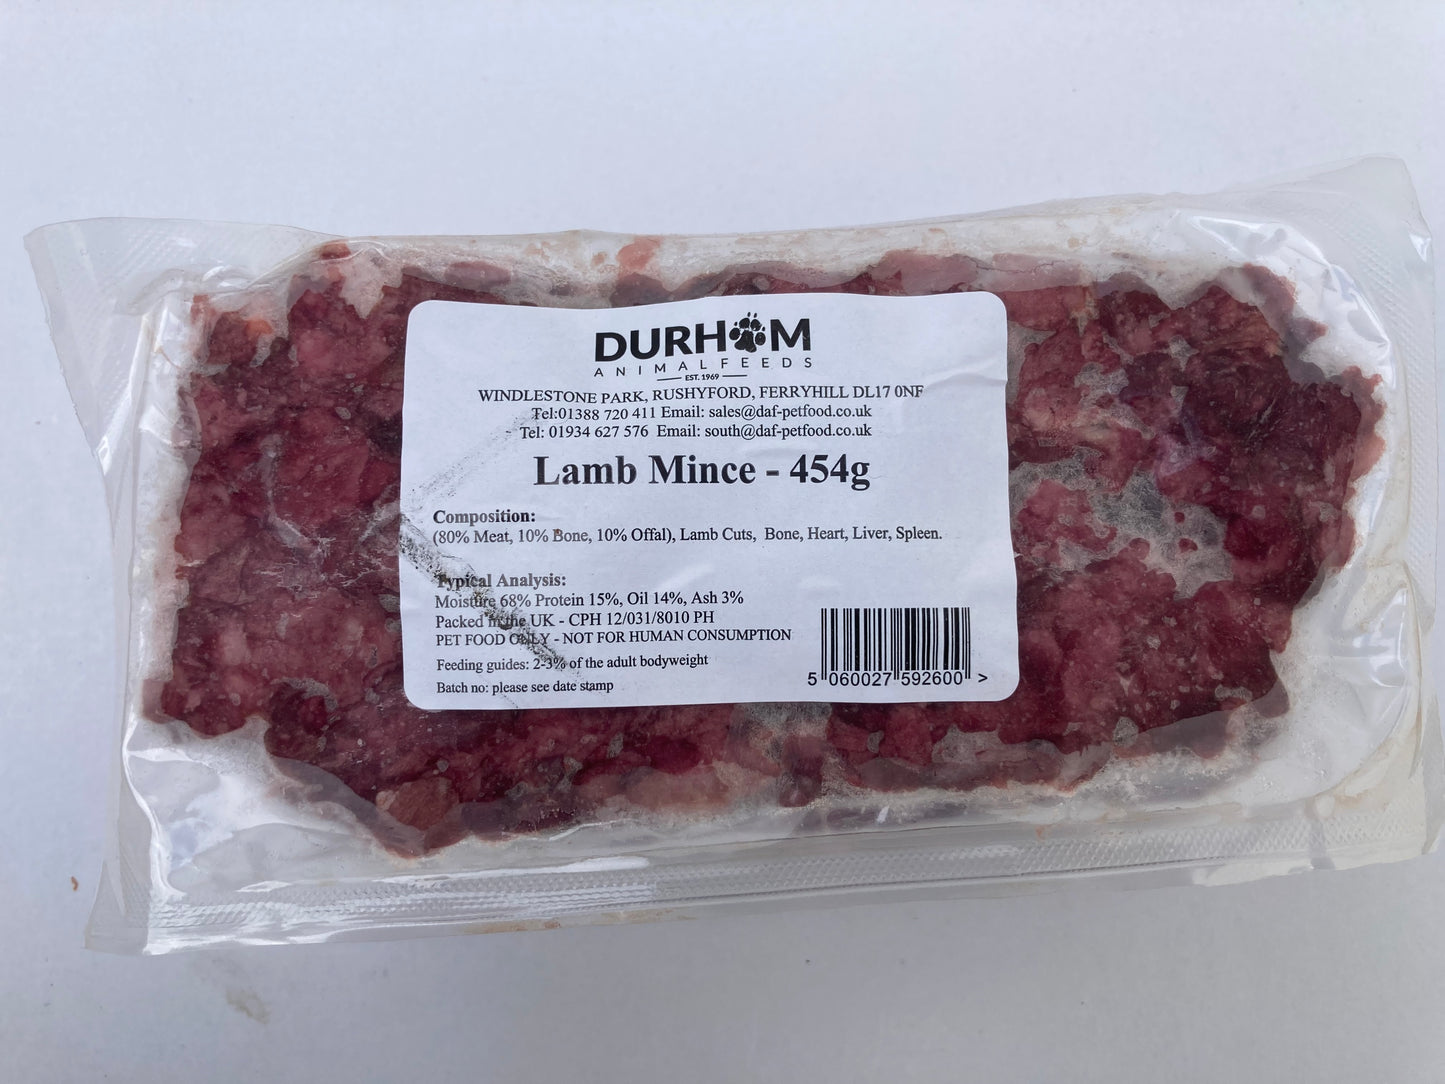 DURHAM
ANIMAL FEEDS
EST. 1969
WINDLESTONE PARK, RUSHYFORD, FERRYHILL DL17 0NF
Tel:01388 720 411 Email: sales@daf-petfood.co.uk
Tel: 01934 627 576 Email: south@daf-petfood.co.uk
Lamb Mince - 454g
Composition:
(80% Meat, 10% Bone, 10% Offal), Lamb Cuts, Bone, Heart, Liver, Spleen.
Typical Analysis:
Moisture 68% Protein 15%, Oil 14%, Ash 3%
Packed in the UK - CPH 12/031/8010 PH
PET FOOD ONLY - NOT FOR HUMAN CONSUMPTION
Feeding guides: 2-3% of the adult bodyweight
Batch no: please see date stamp
5 060027 592600 >